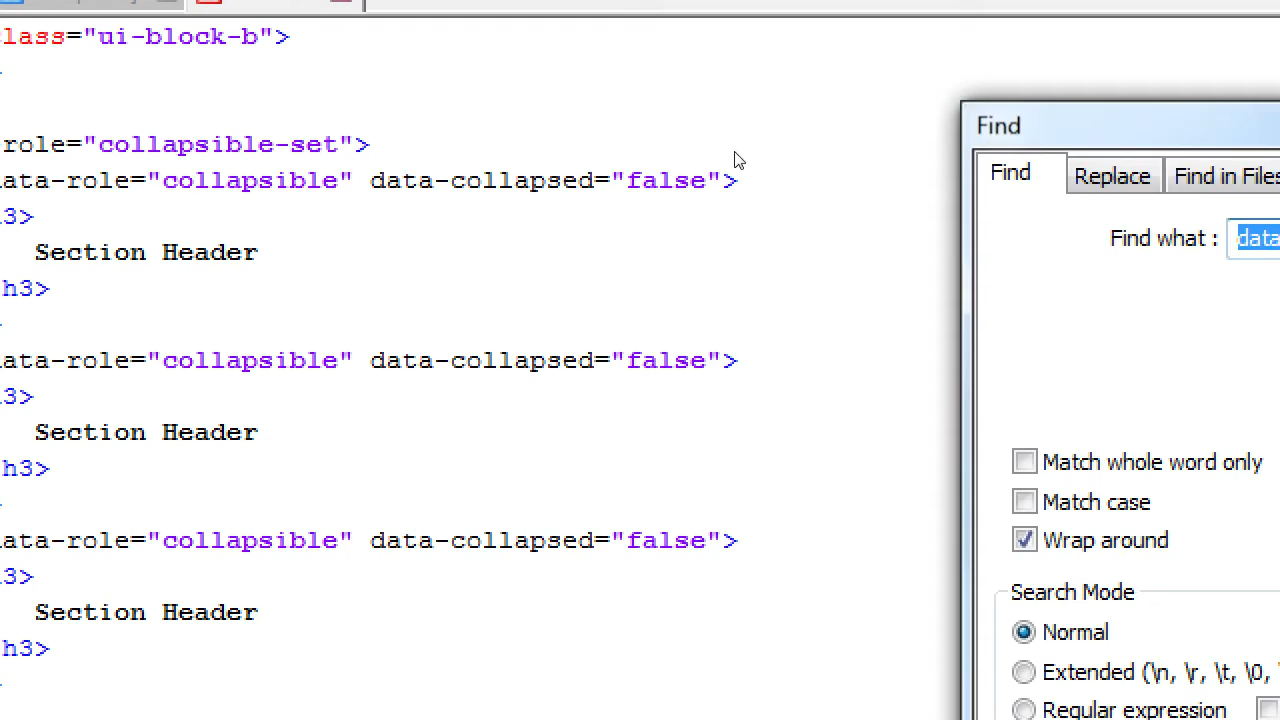 lass="ui-block-b">
role="collapsible-set">
ata-role="collapsible" data-collapsed="false">
3>
Section Header
h3>
ata-role="collapsible" data-collapsed="false">
3>
Section Header
h3>
ata-role="collapsible" data-collapsed="false">
3>
Section Header
h3>
Find
Find Replace Find in Files
Find what : data
Match whole word only
Match case
Wrap around
Search Mode
Normal
Extended (\n, \r, \t, \0,
Regular expression